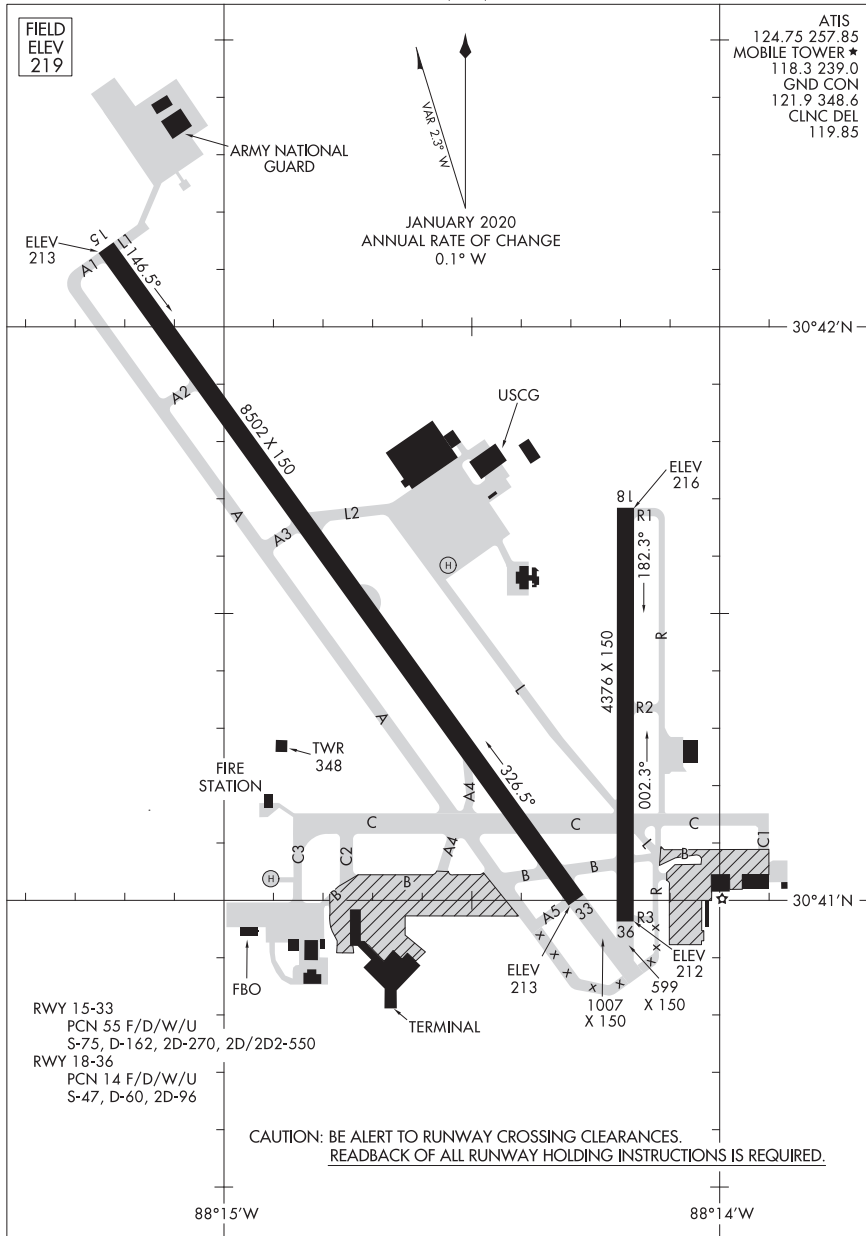 FIELD
ELEV
219
ATIS
124.75 257.85
MOBILE TOWER ★
118.3 239.0
GND CON
121.9 348.6
CLNC DEL
119.85
VAR 2.3° W
JANUARY 2020
ANNUAL RATE OF CHANGE
0.1° W
ARMY NATIONAL
GUARD
ELEV
213
15
L1
A1
146.5°
30°42'N
A2
8502 X 150
USCG
ELEV
216
18
R1
L2
A
A3
H
182.3°
R
4376 X 150
L
R2
A
TWR
348
002.3°
FIRE
STATION
326.5°
A4
C
C
C
C1
C3
C2
A4
L
B
B
B
H
B
B
R
30°41'N
A5
33
R3
36
x x x x x x x x x
FBO
ELEV
213
ELEV
212
1007
X 150
599
X 150
TERMINAL
RWY 15-33
PCN 55 F/D/W/U
S-75, D-162, 2D-270, 2D/2D2-550
RWY 18-36
PCN 14 F/D/W/U
S-47, D-60, 2D-96
CAUTION: BE ALERT TO RUNWAY CROSSING CLEARANCES.
READBACK OF ALL RUNWAY HOLDING INSTRUCTIONS IS REQUIRED.
88°15'W
88°14'W